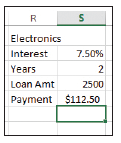 R S
Electronics
Interest 7.50%
Years 2
Loan Amt 2500
Payment $112.50